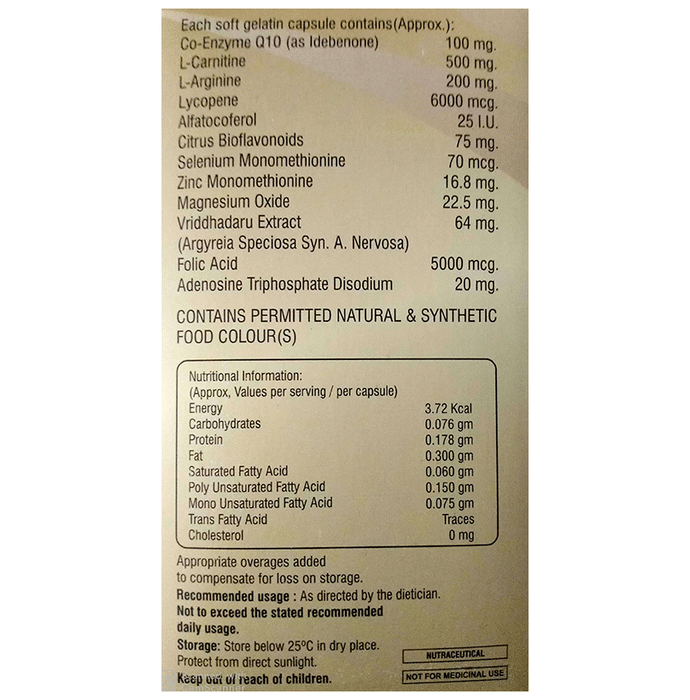 Each soft gelatin capsule contains(Approx.):
Co-Enzyme Q10 (as Idebenone) 100 mg.
L-Carnitine 500 mg.
L-Arginine 200 mg.
Lycopene 6000 mcg.
Alfatocoferol 25 I.U.
Citrus Bioflavonoids 75 mg.
Selenium Monomethionine 70 mcg.
Zinc Monomethionine 16.8 mg.
Magnesium Oxide 22.5 mg.
Vriddhadaru Extract 64 mg.
(Argyreia Speciosa Syn. A. Nervosa)
Folic Acid 5000 mcg.
Adenosine Triphosphate Disodium 20 mg.
CONTAINS PERMITTED NATURAL & SYNTHETIC
FOOD COLOUR(S)
Nutritional Information:
(Approx, Values per serving / per capsule)
Energy 3.72 Kcal
Carbohydrates 0.076 gm
Protein 0.178 gm
Fat 0.300 gm
Saturated Fatty Acid 0.060 gm
Poly Unsaturated Fatty Acid 0.150 gm
Mono Unsaturated Fatty Acid 0.075 gm
Trans Fatty Acid Traces
Cholesterol 0 mg
Appropriate overages added
to compensate for loss on storage.
Recommended usage : As directed by the dietician.
Not to exceed the stated recommended
daily usage.
Storage: Store below 25ºC in dry place.
Protect from direct sunlight.
Keep out of reach of children.
NUTRACEUTICAL
NOT FOR MEDICINAL USE